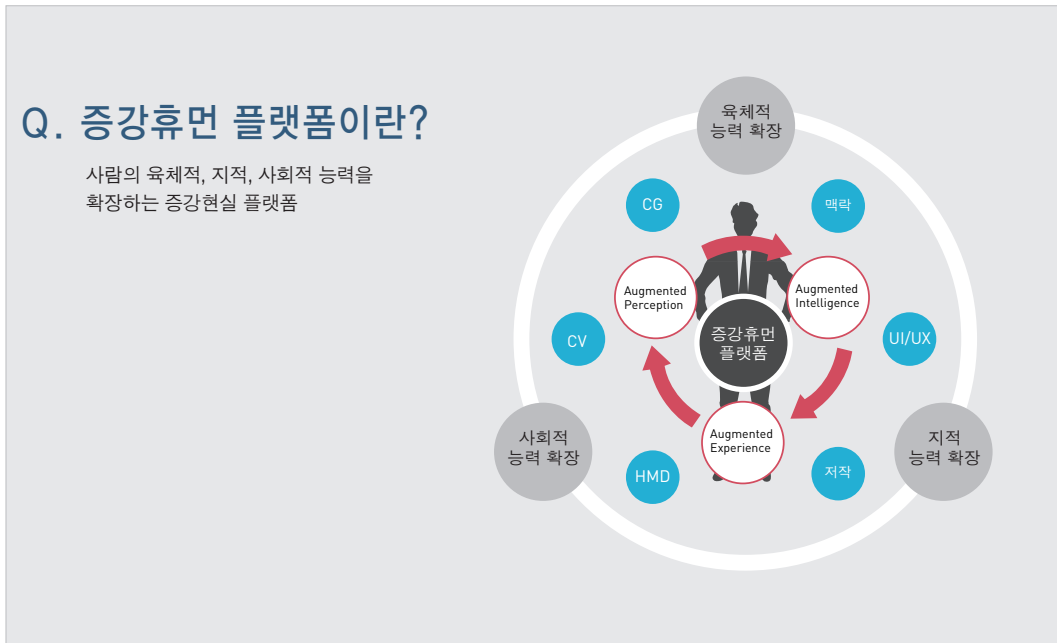 Q. 증강휴먼 플랫폼이란?
사람의 육체적, 지적, 사회적 능력을
확장하는 증강현실 플랫폼
육체적
능력 확장
CG
맥락
Augmented
Perception
Augmented
Intelligence
CV
증강휴먼
플랫폼
UI/UX
사회적
능력 확장
Augmented
Experience
지적
능력 확장
HMD
저작